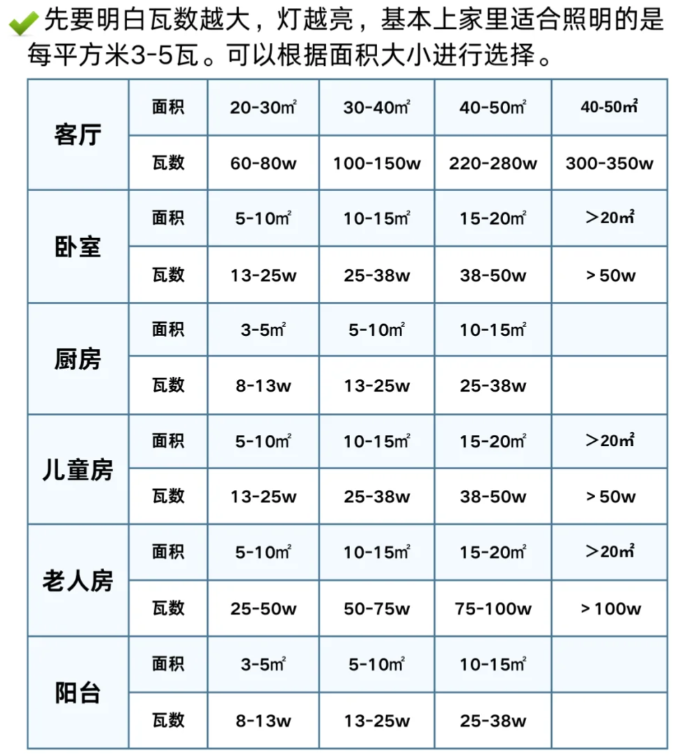 先要明白瓦数越大，灯越亮，基本上家里适合照明的是
每平方米3-5瓦。可以根据面积大小进行选择。
客厅
面积 20-30㎡ 30-40㎡ 40-50㎡ 40-50㎡
瓦数 60-80w 100-150w 220-280w 300-350w
卧室
面积 5-10㎡ 10-15㎡ 15-20㎡ ＞20㎡
瓦数 13-25w 25-38w 38-50w >50w
厨房
面积 3-5㎡ 5-10㎡ 10-15㎡
瓦数 8-13w 13-25w 25-38w
儿童房
面积 5-10㎡ 10-15㎡ 15-20㎡ ＞20㎡
瓦数 13-25w 25-38w 38-50w >50w
老人房
面积 5-10㎡ 10-15㎡ 15-20㎡ ＞20㎡
瓦数 25-50w 50-75w 75-100w >100w
阳台
面积 3-5㎡ 5-10㎡ 10-15㎡
瓦数 8-13w 13-25w 25-38w